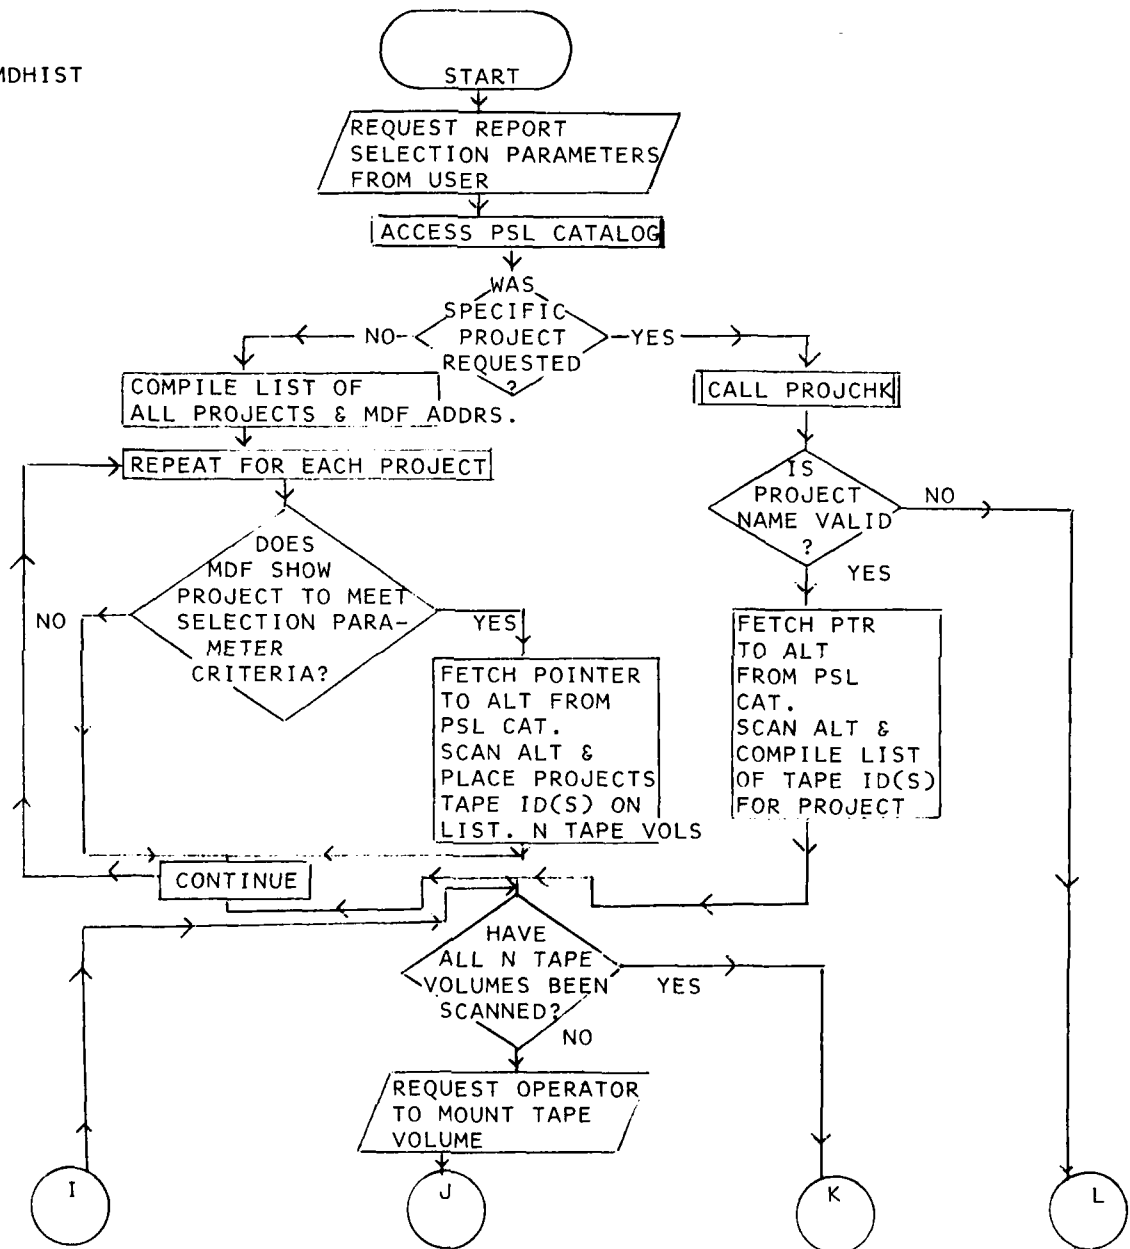 MDHIST
START
REQUEST REPORT
SELECTION PARAMETERS
FROM USER
ACCESS PSL CATALOG
WAS
SPECIFIC
PROJECT
REQUESTED
?
NO
YES
COMPILE LIST OF
ALL PROJECTS & MDF ADDRS.
CALL PROJCHK
REPEAT FOR EACH PROJECT
IS
PROJECT
NAME VALID
?
NO
YES
DOES
MDF SHOW
PROJECT TO MEET
SELECTION PARA-
METER
CRITERIA?
NO
YES
FETCH POINTER
TO ALT FROM
PSL CAT.
SCAN ALT &
PLACE PROJECTS
TAPE ID(S) ON
LIST. N TAPE VOLS
FETCH PTR
TO ALT
FROM PSL
CAT.
SCAN ALT &
COMPILE LIST
OF TAPE ID(S)
FOR PROJECT
CONTINUE
HAVE
ALL N TAPE
VOLUMES BEEN
SCANNED?
YES
NO
REQUEST OPERATOR
TO MOUNT TAPE
VOLUME
I
J
K
L